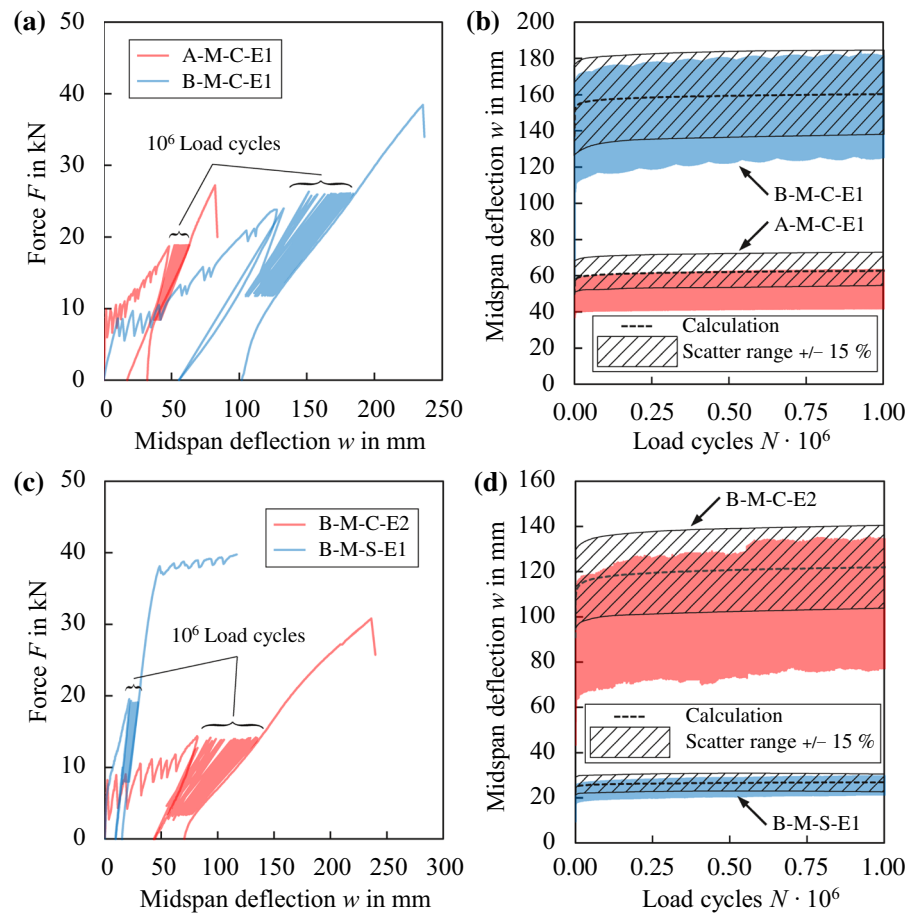 (a)
50
40
30
20
10
0
Force F in kN
A-M-C-E1
B-M-C-E1
10⁶ Load cycles
0 50 100 150 200 250
Midspan deflection w in mm
(b)
200
180
160
140
120
100
80
60
40
20
0
Midspan deflection w in mm
B-M-C-E1
A-M-C-E1
Calculation
Scatter range +/− 15 %
0.00 0.25 0.50 0.75 1.00
Load cycles N · 10⁶
(c)
50
40
30
20
10
0
Force F in kN
B-M-C-E2
B-M-S-E1
10⁶ Load cycles
0 50 100 150 200 250 300
Midspan deflection w in mm
(d)
160
140
120
100
80
60
40
20
0
Midspan deflection w in mm
B-M-C-E2
Calculation
Scatter range +/− 15 %
B-M-S-E1
0.00 0.25 0.50 0.75 1.00
Load cycles N · 10⁶